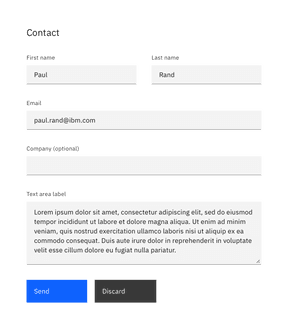 Contact
First name
Last name
Paul
Rand
Email
paul.rand@ibm.com
Company (optional)
Text area label
Lorem ipsum dolor sit amet, consectetur adipiscing elit, sed do eiusmod
tempor incididunt ut labore et dolore magna aliqua. Ut enim ad minim
veniam, quis nostrud exercitation ullamco laboris nisi ut aliquip ex ea
commodo consequat. Duis aute irure dolor in reprehenderit in voluptate
velit esse cillum dolore eu fugiat nulla pariatur.
Send
Discard